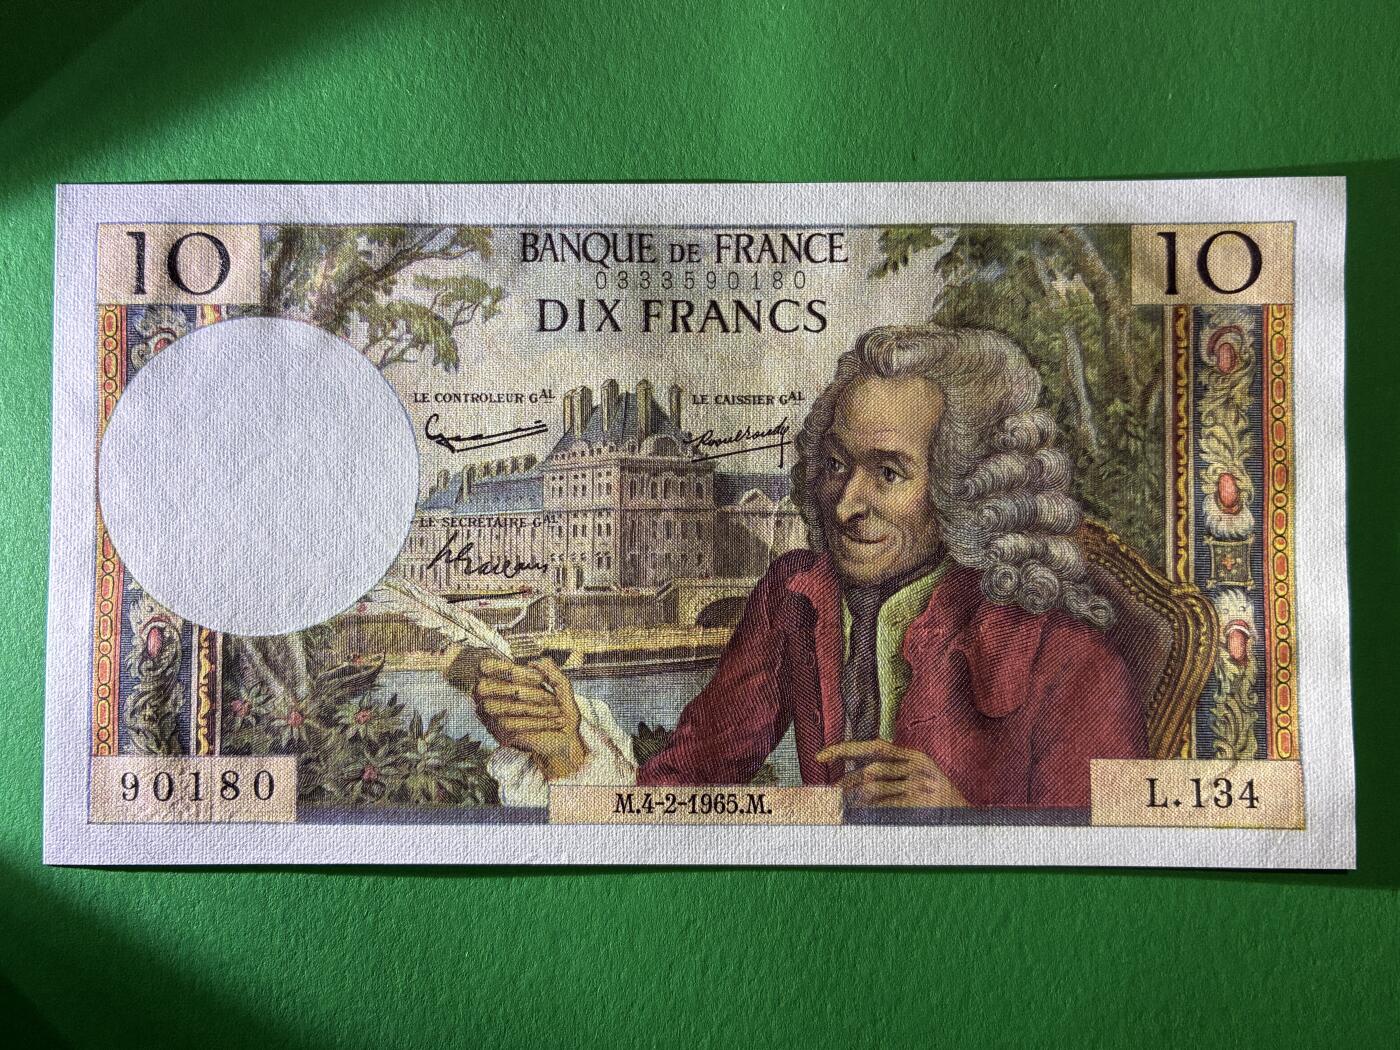 10
BANQUE DE FRANCE
10
0333590180
DIX FRANCS
LE CONTROLEUR GAL
LE CAISSIER GAL
LE SECRÉTAIRE GAL
90180
M.4-2-1965.M.
L.134